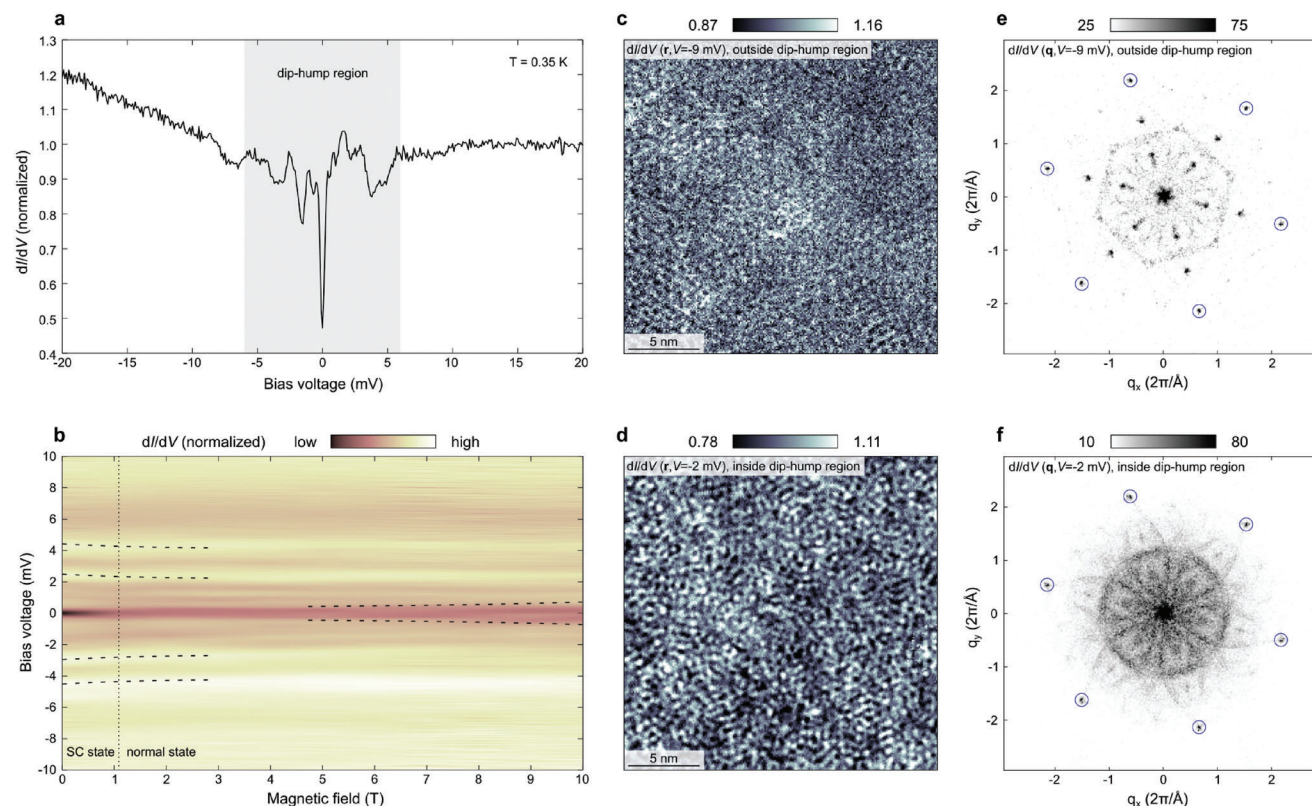 a
1.3
1.2
1.1
1.0
0.9
0.8
0.7
0.6
0.5
0.4
dI/dV (normalized)
dip-hump region
T = 0.35 K
-20 -15 -10 -5 0 5 10 15 20
Bias voltage (mV)
c
0.87 1.16
dI/dV (r,V=-9 mV), outside dip-hump region
5 nm
e
25 75
dI/dV (q,V=-9 mV), outside dip-hump region
2
1
0
-1
-2
q_y (2π/Å)
-2 -1 0 1 2
q_x (2π/Å)
b
dI/dV (normalized) low high
10
8
6
4
2
0
-2
-4
-6
-8
-10
Bias voltage (mV)
SC state normal state
0 1 2 3 4 5 6 7 8 9 10
Magnetic field (T)
d
0.78 1.11
dI/dV (r,V=-2 mV), inside dip-hump region
5 nm
f
10 80
dI/dV (q,V=-2 mV), inside dip-hump region
2
1
0
-1
-2
q_y (2π/Å)
-2 -1 0 1 2
q_x (2π/Å)